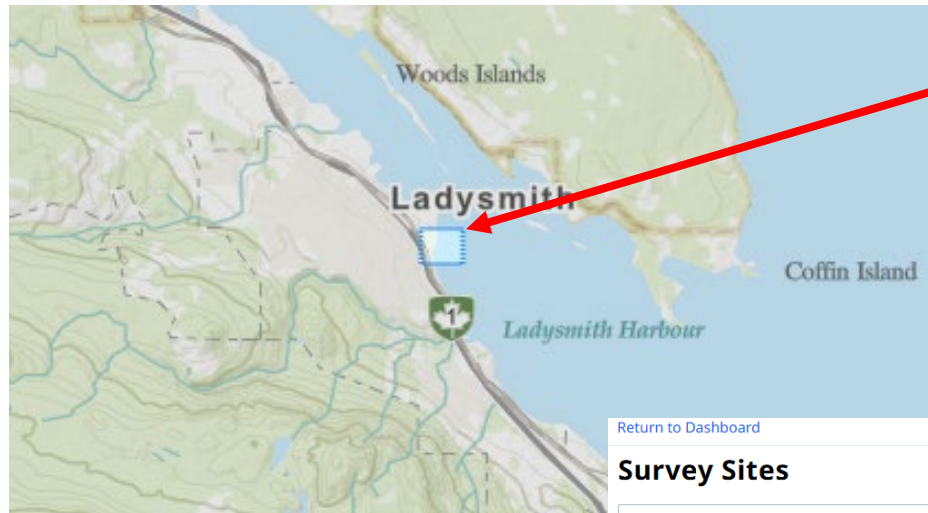 Woods Islands
Ladysmith
Coffin Island
1
Ladysmith Harbour
Return to Dashboard
Survey Sites